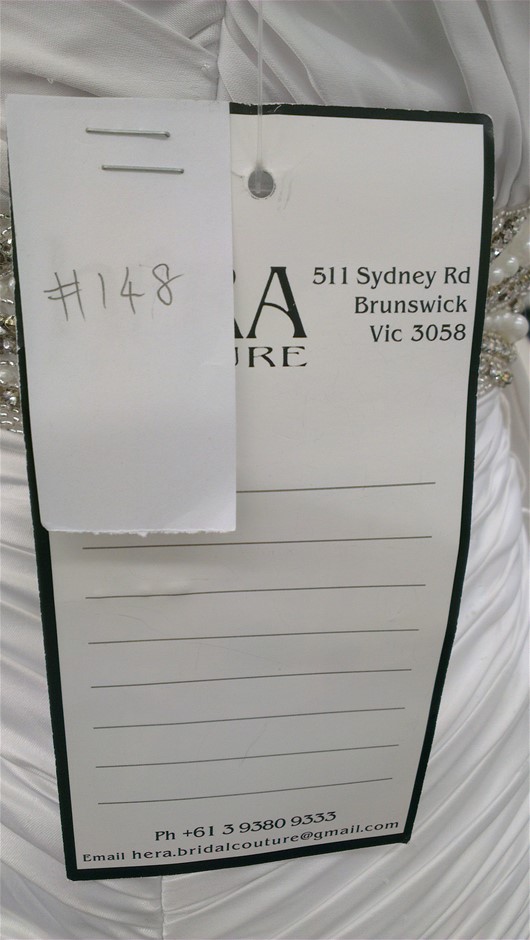 #148
RA
URE
511 Sydney Rd
Brunswick
Vic 3058
Ph +61 3 9380 9333
Email hera.bridalcouture@gmail.com